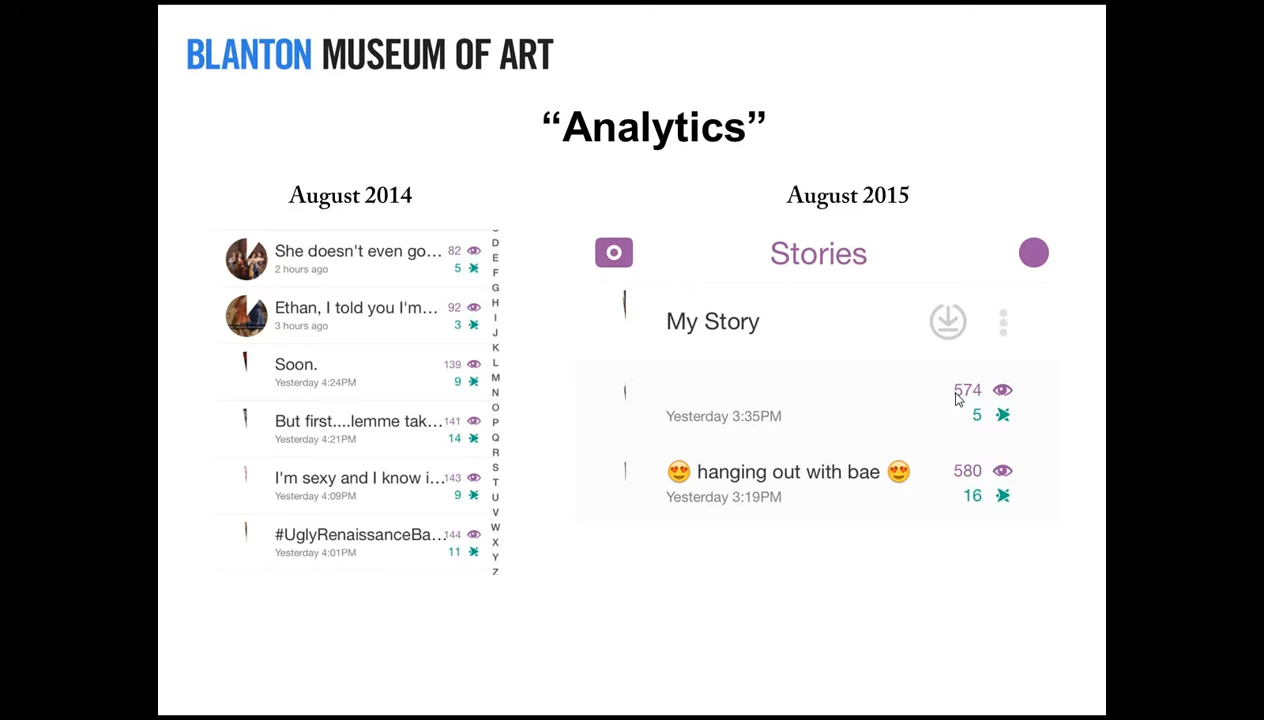 BLANTON MUSEUM OF ART
“Analytics”
August 2014
She doesn't even go... 82
2 hours ago 5
Ethan, I told you I'm... 92
3 hours ago 3
Soon. 139
Yesterday 4:24PM 9
But first....lemme tak... 141
Yesterday 4:21PM 14
I'm sexy and I know i... 143
Yesterday 4:09PM 9
#UglyRenaissanceBa... 144
Yesterday 4:01PM 11
D
E
F
G
H
I
J
K
L
M
N
O
P
Q
R
S
T
U
V
W
X
Y
Z
August 2015
Stories
My Story
574
Yesterday 3:35PM 5
😍 hanging out with bae 😍 580
Yesterday 3:19PM 16